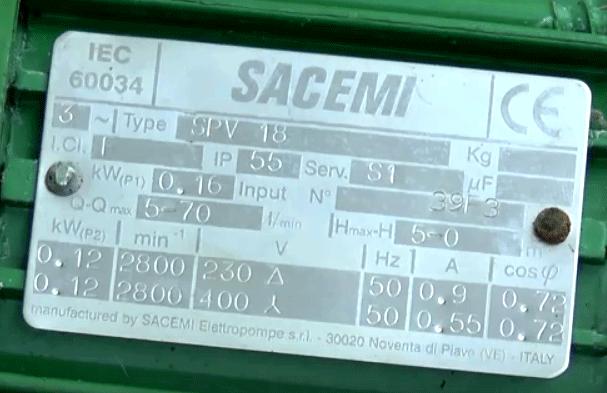 IEC
60034
SACEMI
CE
3 ~ Type SPV 18
I.Cl. F IP 55 Serv. S1 Kg
kW(P1) 0.16 Input N° 39F3 µF
Q-Q max 5-70 l/min Hmax-H 5-0 m
kW(P2) min⁻¹ V Hz A cosφ
0.12 2800 230 Δ 50 0.9 0.73
0.12 2800 400 ⅄ 50 0.55 0.72
manufactured by SACEMI Elettropompe s.r.l. - 30020 Noventa di Piave (VE) - ITALY